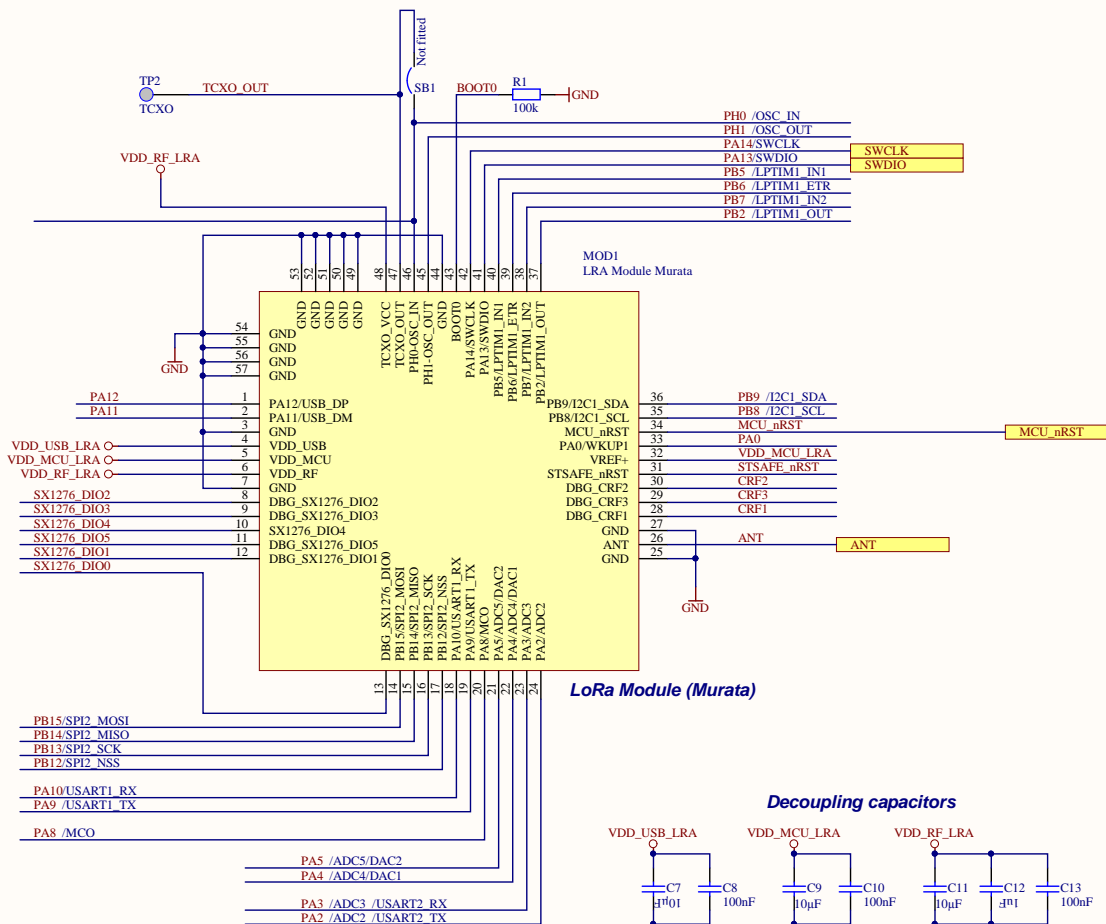 Not fitted
SB1
TP2
TCXO
TCXO_OUT
BOOT0
R1
100k
GND
VDD_RF_LRA
PH0 /OSC_IN
PH1 /OSC_OUT
PA14/SWCLK
SWCLK
PA13/SWDIO
SWDIO
PB5 /LPTIM1_IN1
PB6 /LPTIM1_ETR
PB7 /LPTIM1_IN2
PB2 /LPTIM1_OUT
MOD1
LRA Module Murata
53 GND
52 GND
51 GND
50 GND
49 GND
48 TCXO_VCC
47 TCXO_OUT
46 PH0-OSC_IN
45 PH1-OSC_OUT
44 GND
43 BOOT0
42 PA14/SWCLK
41 PA13/SWDIO
40 PB5/LPTIM1_IN1
39 PB6/LPTIM1_ETR
38 PB7/LPTIM1_IN2
37 PB2/LPTIM1_OUT
54 GND
55 GND
56 GND
57 GND
GND
PA12 1 PA12/USB_DP
PA11 2 PA11/USB_DM
3 GND
VDD_USB_LRA 4 VDD_USB
VDD_MCU_LRA 5 VDD_MCU
VDD_RF_LRA 6 VDD_RF
7 GND
SX1276_DIO2 8 DBG_SX1276_DIO2
SX1276_DIO3 9 DBG_SX1276_DIO3
SX1276_DIO4 10 SX1276_DIO4
SX1276_DIO5 11 DBG_SX1276_DIO5
SX1276_DIO1 12 DBG_SX1276_DIO1
SX1276_DIO0
PB9/I2C1_SDA 36 PB9 /I2C1_SDA
PB8/I2C1_SCL 35 PB8 /I2C1_SCL
MCU_nRST 34 MCU_nRST MCU_nRST
PA0/WKUP1 33 PA0
VREF+ 32 VDD_MCU_LRA
STSAFE_nRST 31 STSAFE_nRST
DBG_CRF2 30 CRF2
DBG_CRF3 29 CRF3
DBG_CRF1 28 CRF1
GND 27
ANT 26 ANT ANT
GND 25
GND
DBG_SX1276_DIO0 13
PB15/SPI2_MOSI 14
PB14/SPI2_MISO 15
PB13/SPI2_SCK 16
PB12/SPI2_NSS 17
PA10/USART1_RX 18
PA9/USART1_TX 19
PA8/MCO 20
PA5/ADC5/DAC2 21
PA4/ADC4/DAC1 22
PA3/ADC3 23
PA2/ADC2 24
LoRa Module (Murata)
PB15/SPI2_MOSI
PB14/SPI2_MISO
PB13/SPI2_SCK
PB12/SPI2_NSS
PA10/USART1_RX
PA9 /USART1_TX
PA8 /MCO
PA5 /ADC5/DAC2
PA4 /ADC4/DAC1
PA3 /ADC3 /USART2_RX
PA2 /ADC2 /USART2_TX
Decoupling capacitors
VDD_USB_LRA
VDD_MCU_LRA
VDD_RF_LRA
C7
10µF
C8
100nF
C9
10µF
C10
100nF
C11
10µF
C12
1µF
C13
100nF